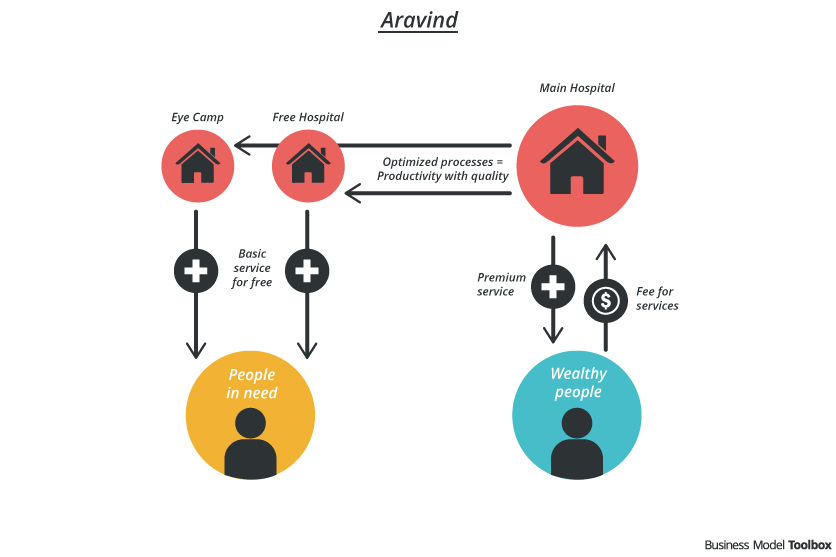 Aravind
Main Hospital
Eye Camp
Free Hospital
Optimized processes =
Productivity with quality
Basic
service
for free
Premium
service
$
Fee for
services
People
in need
Wealthy
people
Business Model Toolbox